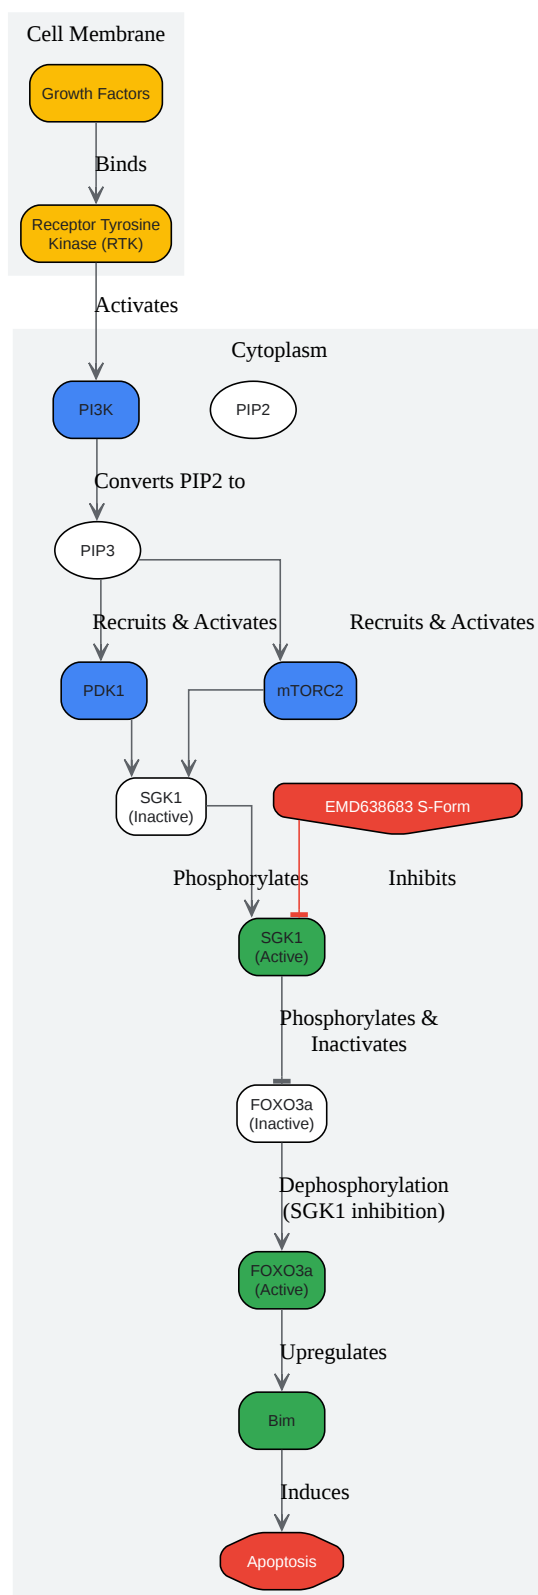 Cell Membrane
Growth Factors
Binds
Receptor Tyrosine
Kinase (RTK)
Activates
Cytoplasm
PI3K
PIP2
Converts PIP2 to
PIP3
Recruits & Activates
Recruits & Activates
PDK1
mTORC2
SGK1
(Inactive)
EMD638683 S-Form
Phosphorylates
Inhibits
SGK1
(Active)
Phosphorylates &
Inactivates
FOXO3a
(Inactive)
Dephosphorylation
(SGK1 inhibition)
FOXO3a
(Active)
Upregulates
Bim
Induces
Apoptosis